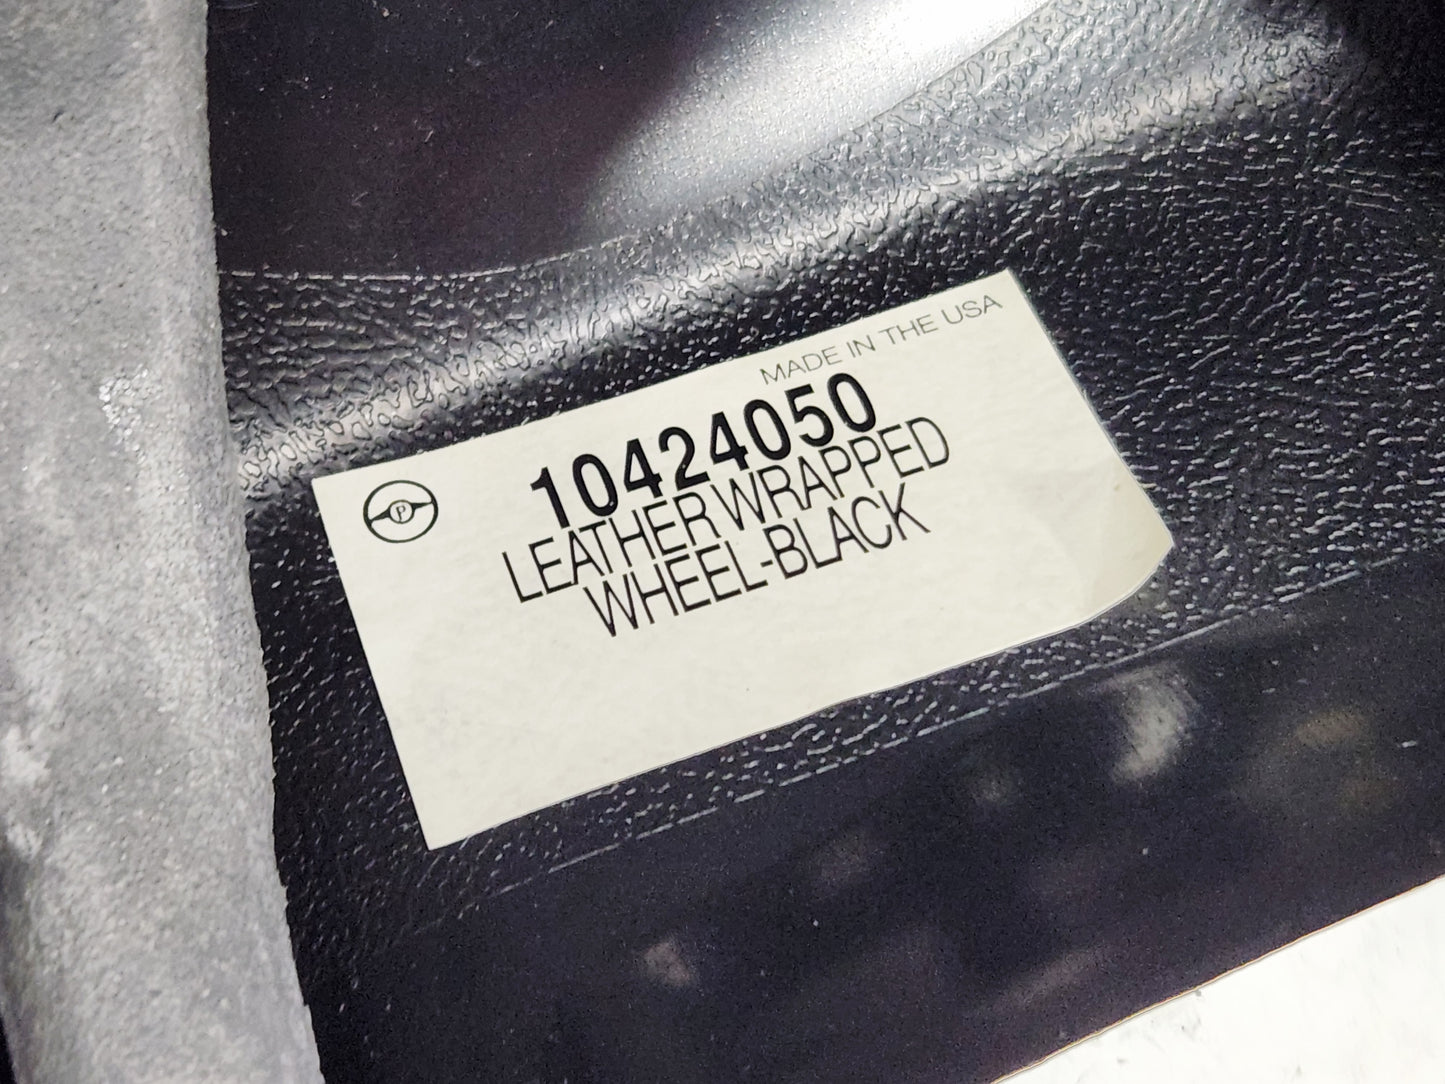 MADE IN THE USA
10424050
P
LEATHER WRAPPED
WHEEL-BLACK